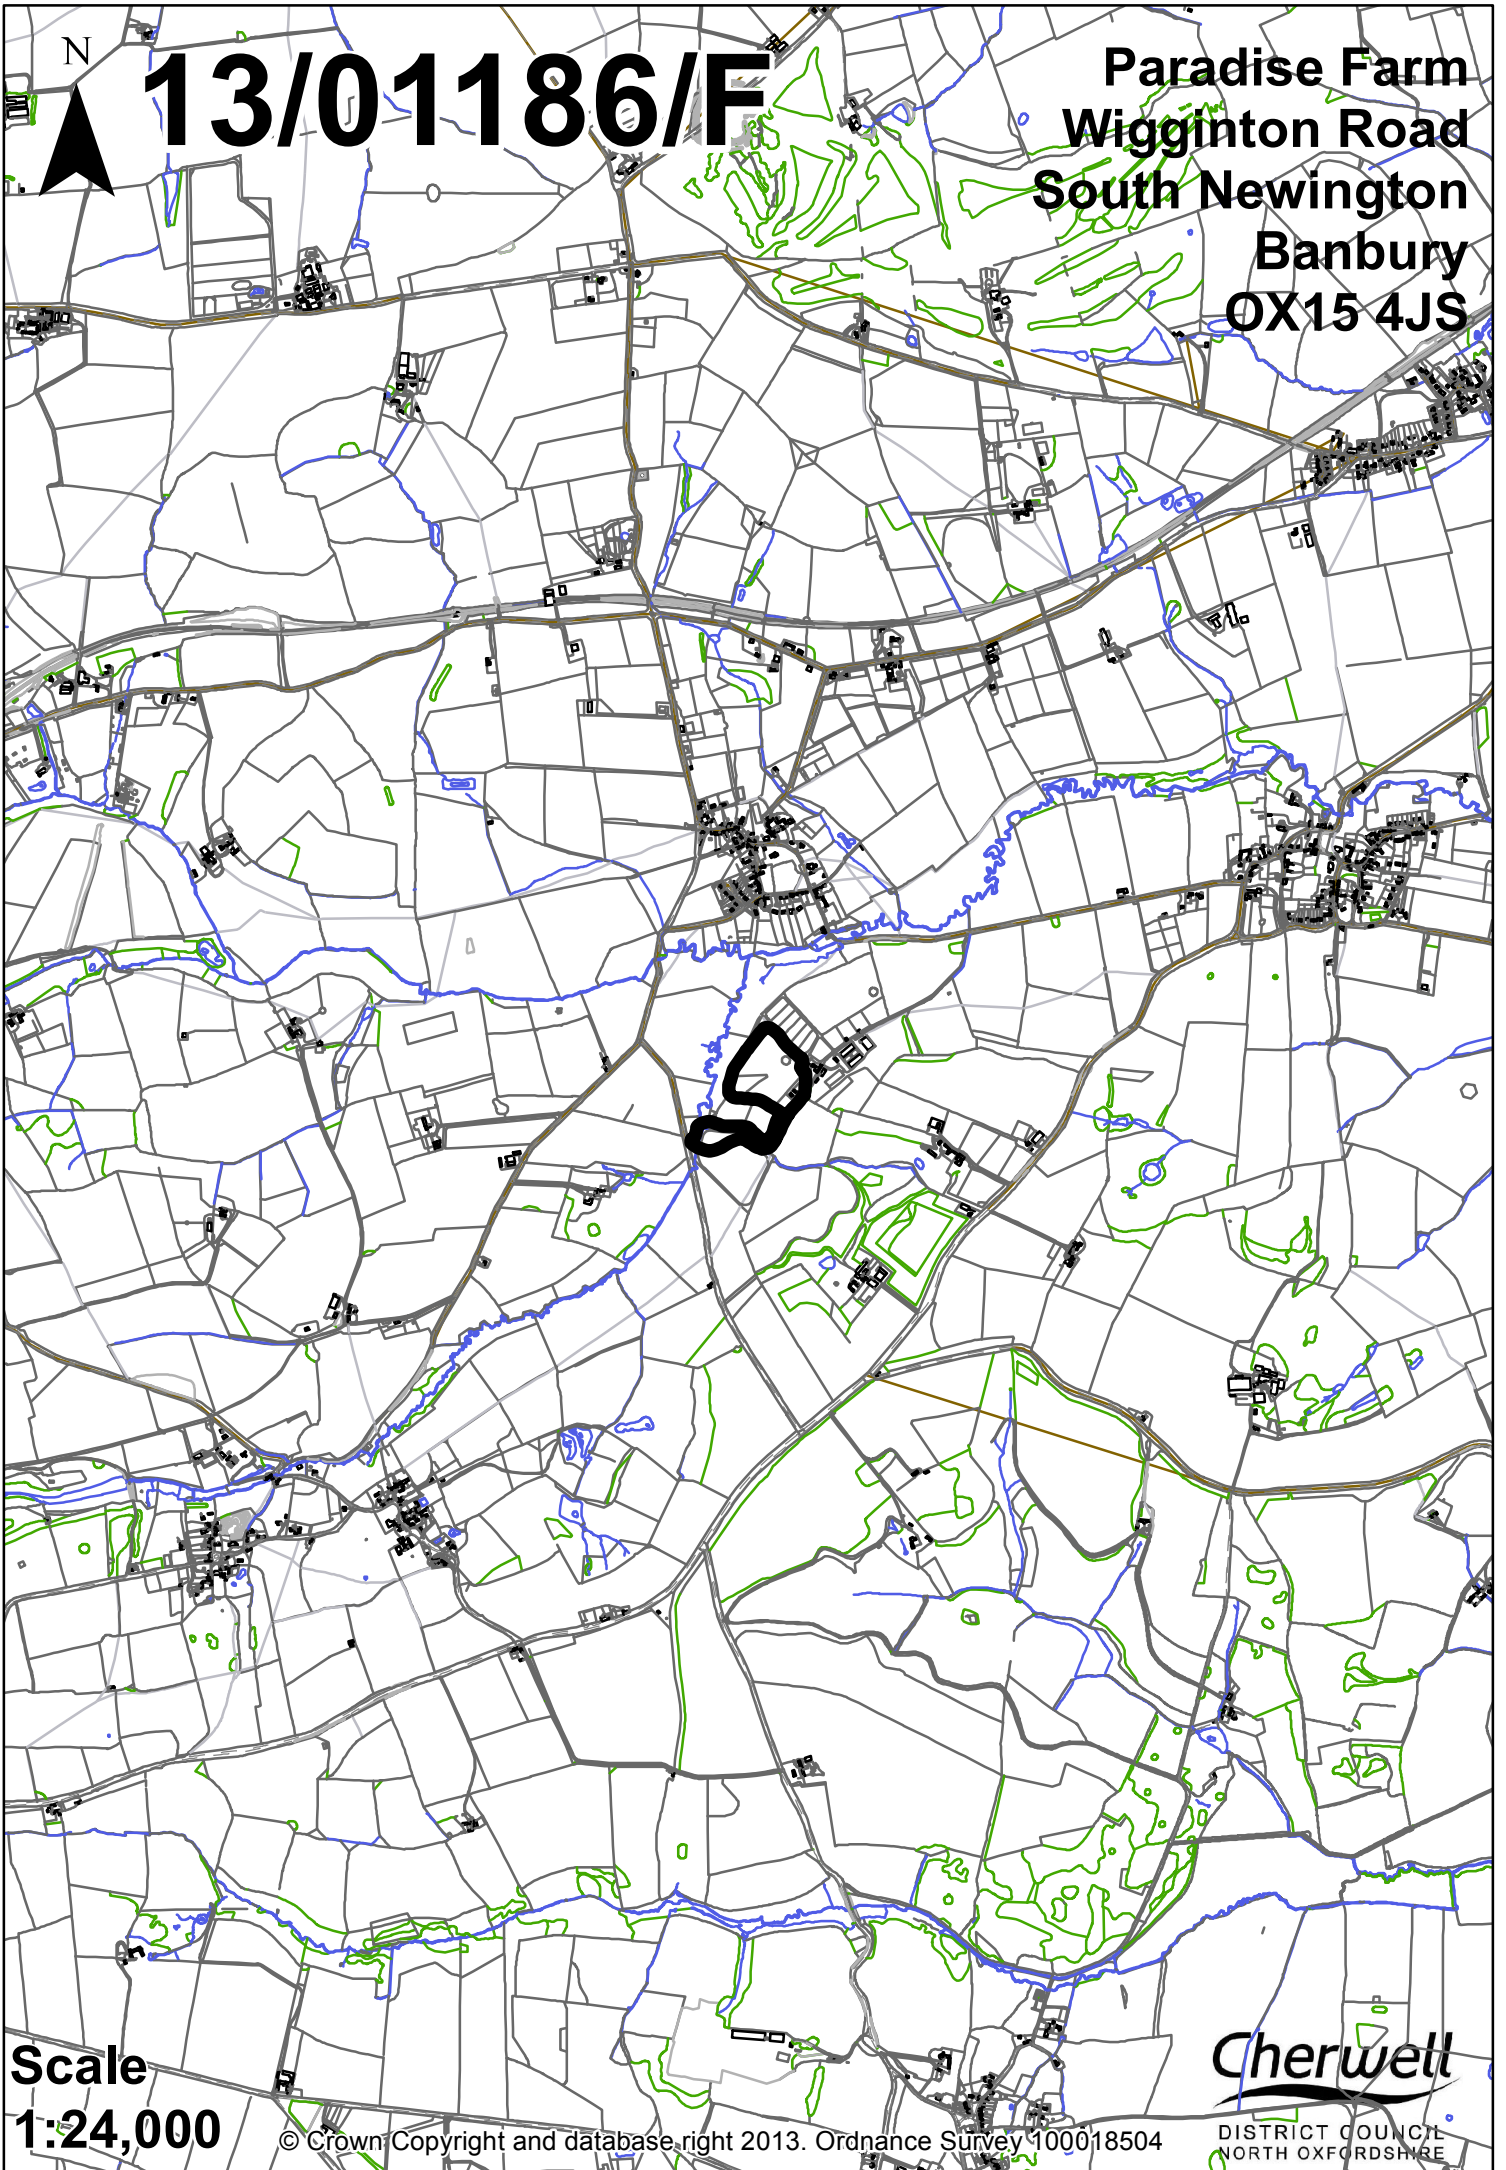 N
13/01186/F
Paradise Farm
Wigginton Road
South Newington
Banbury
OX15 4JS
Scale
1:24,000
© Crown Copyright and database right 2013. Ordnance Survey 100018504
Cherwell
DISTRICT COUNCIL
NORTH OXFORDSHIRE